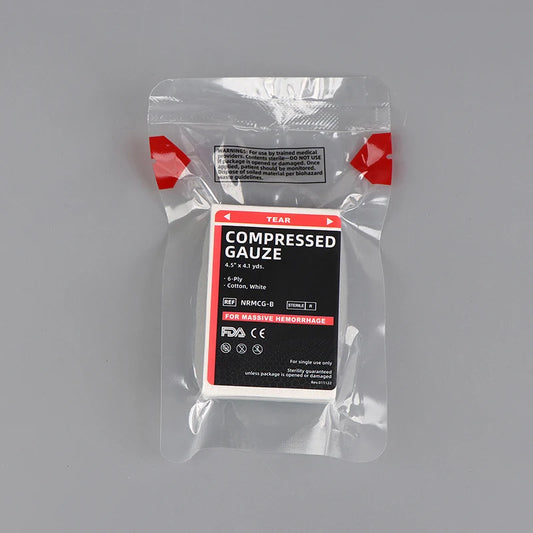 WARNINGS: For use by trained medical
providers. Contents sterile—DO NOT USE
if package is opened or damaged. Once
applied, patient should be monitored.
Dispose of soiled material per biohazard
waste guidelines.
TEAR
COMPRESSED
GAUZE
4.5" x 4.1 yds.
· 6-Ply
· Cotton, White
REF NRMCG-B STERILE R
FOR MASSIVE HEMORRHAGE
FDA CE
For single use only
Sterility guaranteed
unless package is opened or damaged
Rev.011123